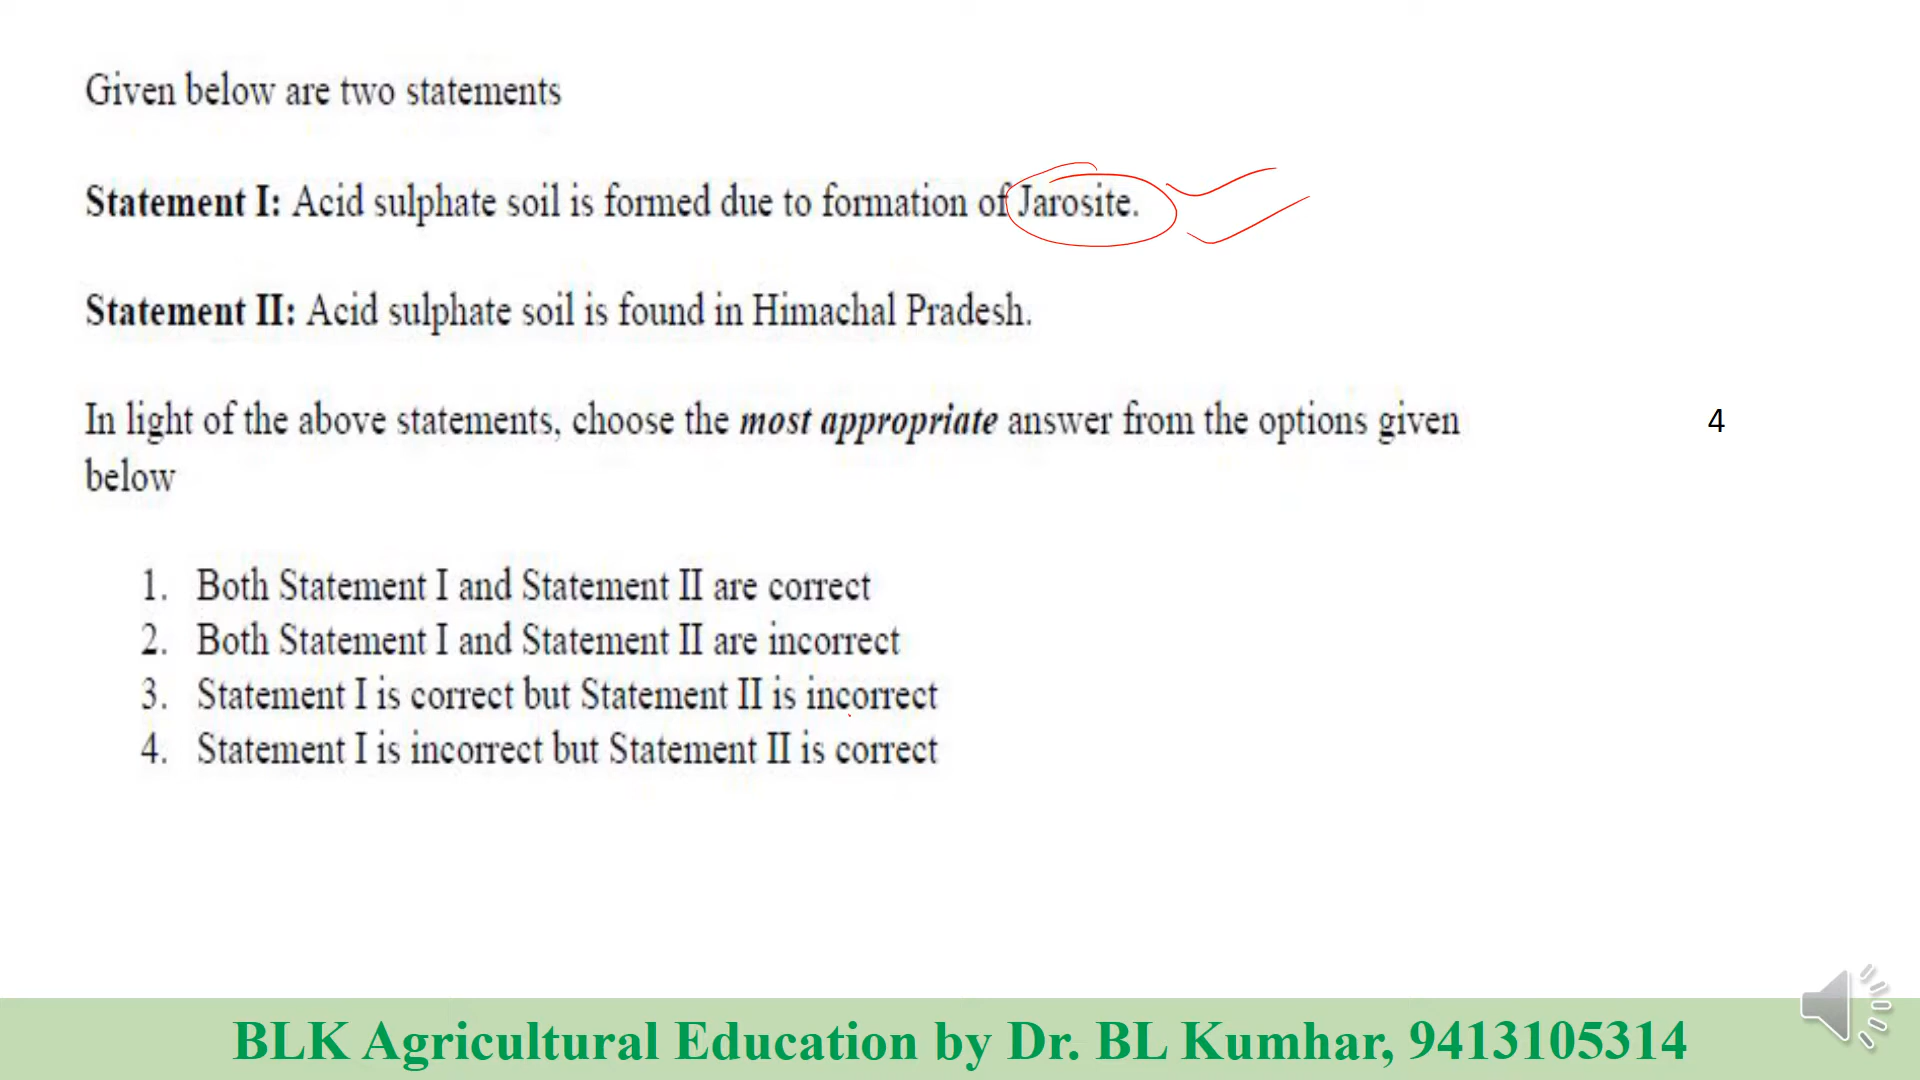 Given below are two statements
Statement I: Acid sulphate soil is formed due to formation of Jarosite.
Statement II: Acid sulphate soil is found in Himachal Pradesh.
In light of the above statements, choose the most appropriate answer from the options given
below
4
1. Both Statement I and Statement II are correct
2. Both Statement I and Statement II are incorrect
3. Statement I is correct but Statement II is incorrect
4. Statement I is incorrect but Statement II is correct
BLK Agricultural Education by Dr. BL Kumhar, 9413105314